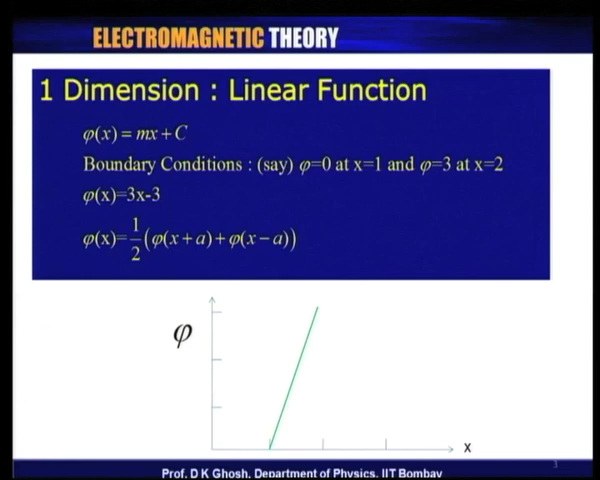 ELECTROMAGNETIC THEORY
1 Dimension : Linear Function
φ(x) = mx + C
Boundary Conditions : (say) φ=0 at x=1 and φ=3 at x=2
φ(x)=3x-3
φ(x)=1/2(φ(x+a)+φ(x−a))
φ
x
3
Prof. D K Ghosh, Department of Physics, IIT Bombay